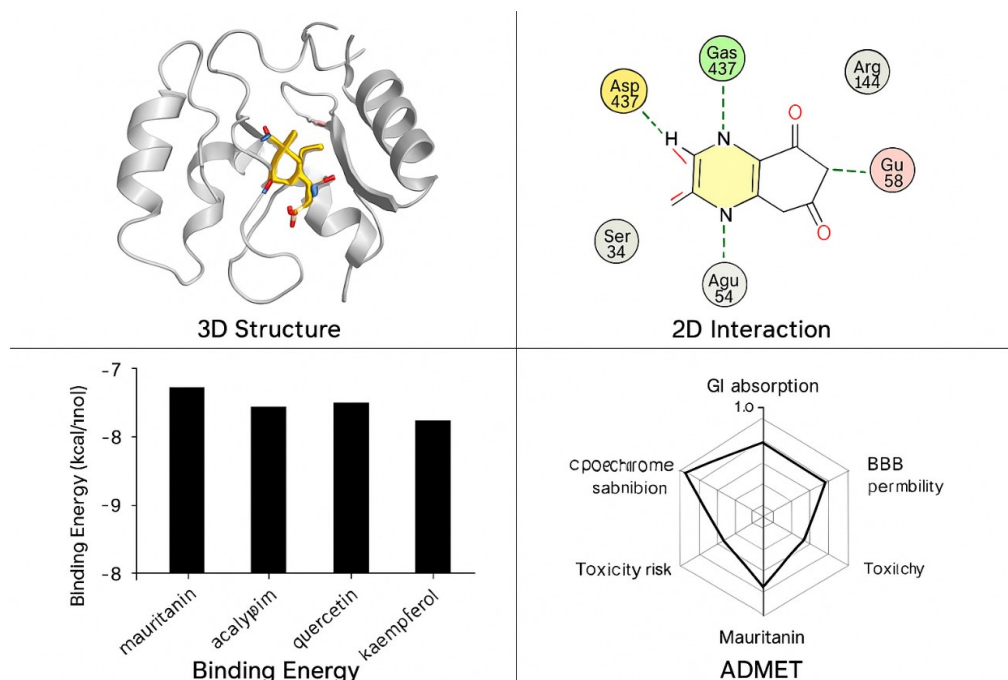 3D Structure
Gas
437
Asp
437
Arg
144
H
N
O
Gu
58
N
O
Ser
34
Agu
54
2D Interaction
-7
-8
-9
-8
Binding Energy (kcal/mnol)
mauritanin
acalypim
quercetin
kaempferol
Binding Energy
GI absorption
1.0
BBB
permbility
sabnibion
Toxicity risk
Toxilchy
Mauritanin
ADMET